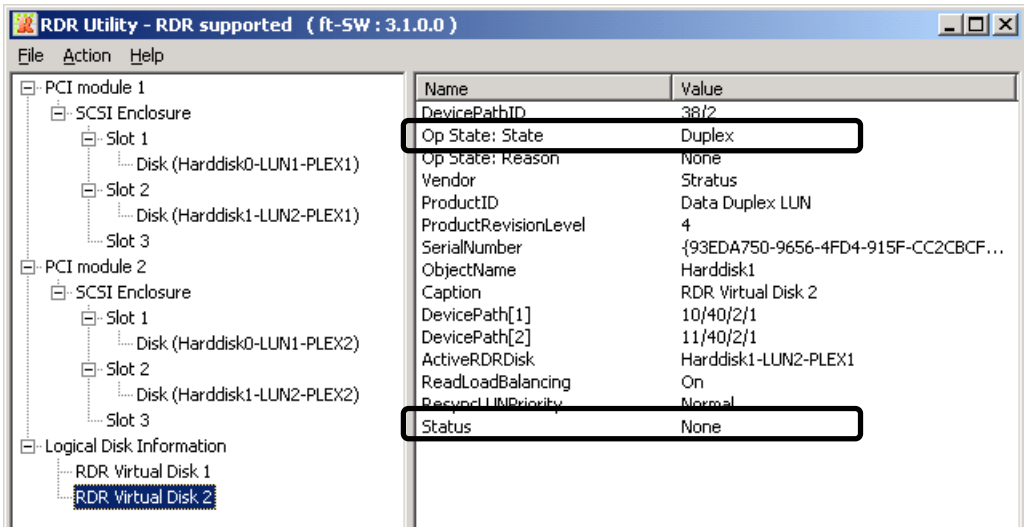 RDR Utility - RDR supported ( ft-SW : 3.1.0.0 )
File Action Help
PCI module 1
SCSI Enclosure
Slot 1
Disk (Harddisk0-LUN1-PLEX1)
Slot 2
Disk (Harddisk1-LUN2-PLEX1)
Slot 3
PCI module 2
SCSI Enclosure
Slot 1
Disk (Harddisk0-LUN1-PLEX2)
Slot 2
Disk (Harddisk1-LUN2-PLEX2)
Slot 3
Logical Disk Information
RDR Virtual Disk 1
RDR Virtual Disk 2
Name Value
DevicePathID 38/2
Op State: State Duplex
Op State: Reason None
Vendor Stratus
ProductID Data Duplex LUN
ProductRevisionLevel 4
SerialNumber {93EDA750-9656-4FD4-915F-CC2CBCF...
ObjectName Harddisk1
Caption RDR Virtual Disk 2
DevicePath[1] 10/40/2/1
DevicePath[2] 11/40/2/1
ActiveRDRDisk Harddisk1-LUN2-PLEX1
ReadLoadBalancing On
ResyncLUNPriority Normal
Status None